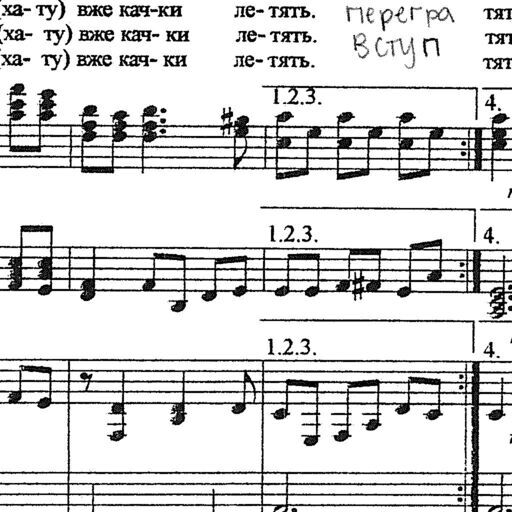 (ха- ту) вже кач-ки ле- тять. перегра тят
(ха- ту) вже кач- ки ле- тять. вступ тят
(ха- ту) вже кач- ки ле- тять. тят
1.2.3. 4.
1.2.3. 4.
1.2.3. 4.